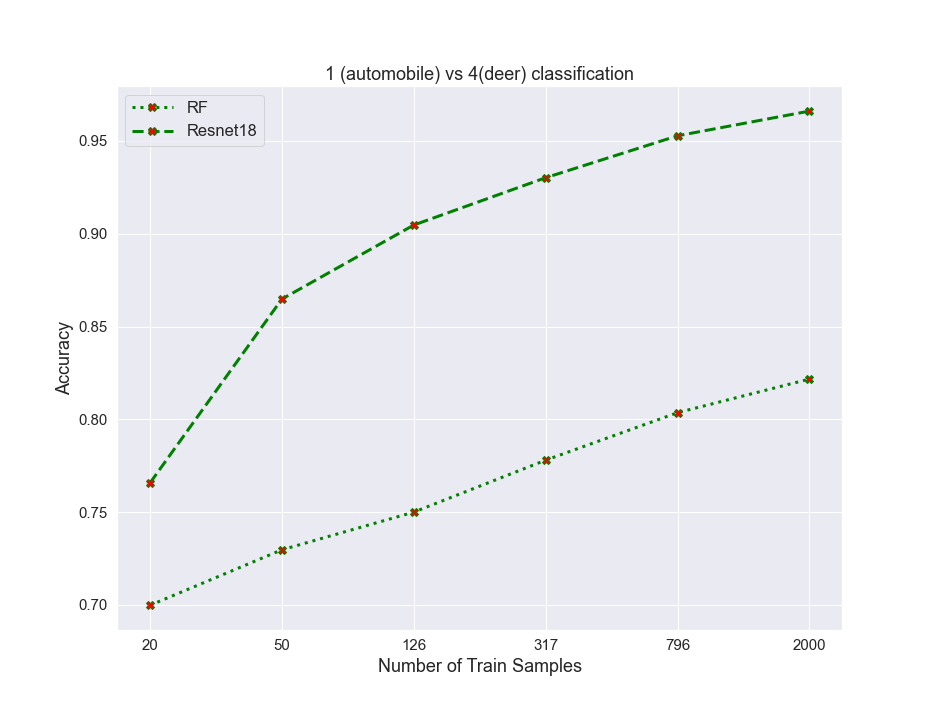 1 (automobile) vs 4(deer) classification
RF
Resnet18
0.95
0.90
0.85
0.80
0.75
0.70
Accuracy
20 50 126 317 796 2000
Number of Train Samples